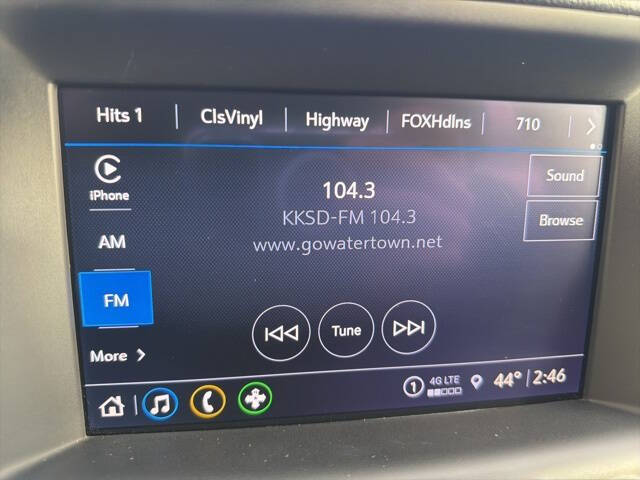 Hits 1 ClsVinyl Highway FOXHdlns 710
iPhone
AM
FM
More
104.3
KKSD-FM 104.3
www.gowatertown.net
Sound
Browse
Tune
1 4G LTE 44° 2:46